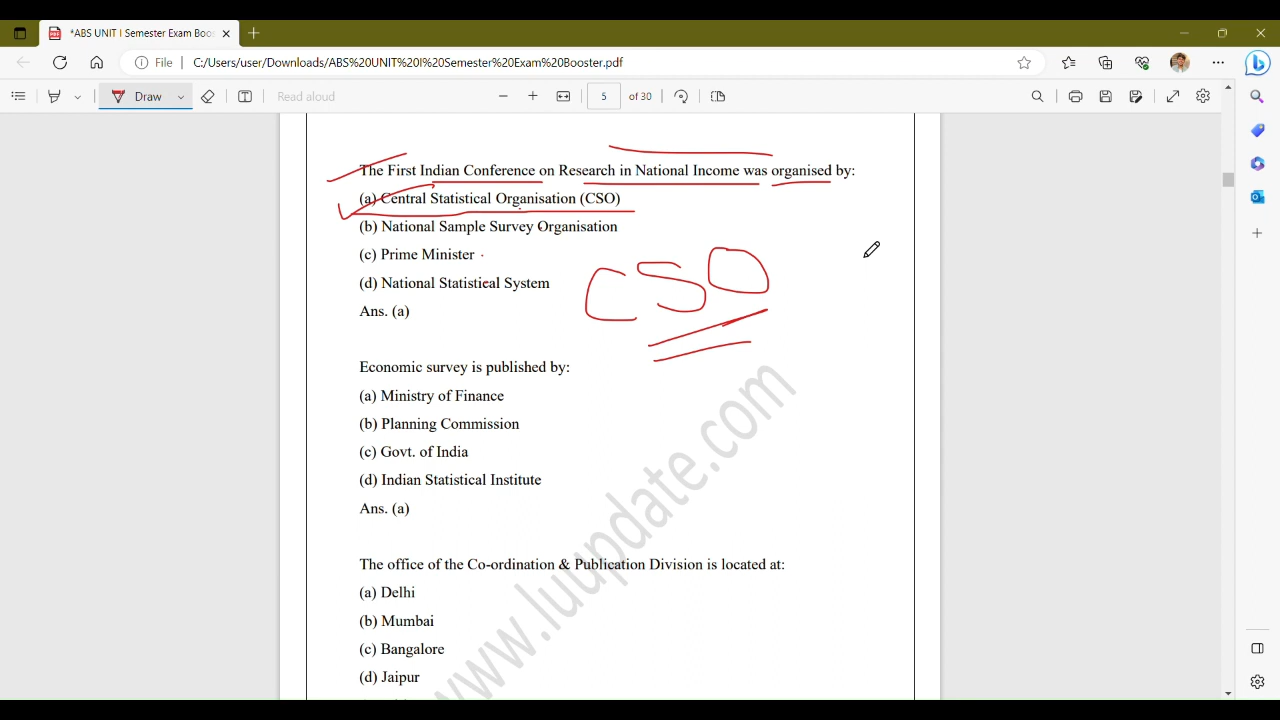 *ABS UNIT I Semester Exam Boo
File
C:/Users/user/Downloads/ABS%20UNIT%20I%20Semester%20Exam%20Booster.pdf
Draw
Read aloud
5 of 30
The First Indian Conference on Research in National Income was organised by:
(a) Central Statistical Organisation (CSO)
(b) National Sample Survey Organisation
(c) Prime Minister
(d) National Statistical System
CSO
Ans. (a)
Economic survey is published by:
(a) Ministry of Finance
(b) Planning Commission
(c) Govt. of India
(d) Indian Statistical Institute
Ans. (a)
The office of the Co-ordination & Publication Division is located at:
(a) Delhi
(b) Mumbai
(c) Bangalore
(d) Jaipur
www.luupdate.com